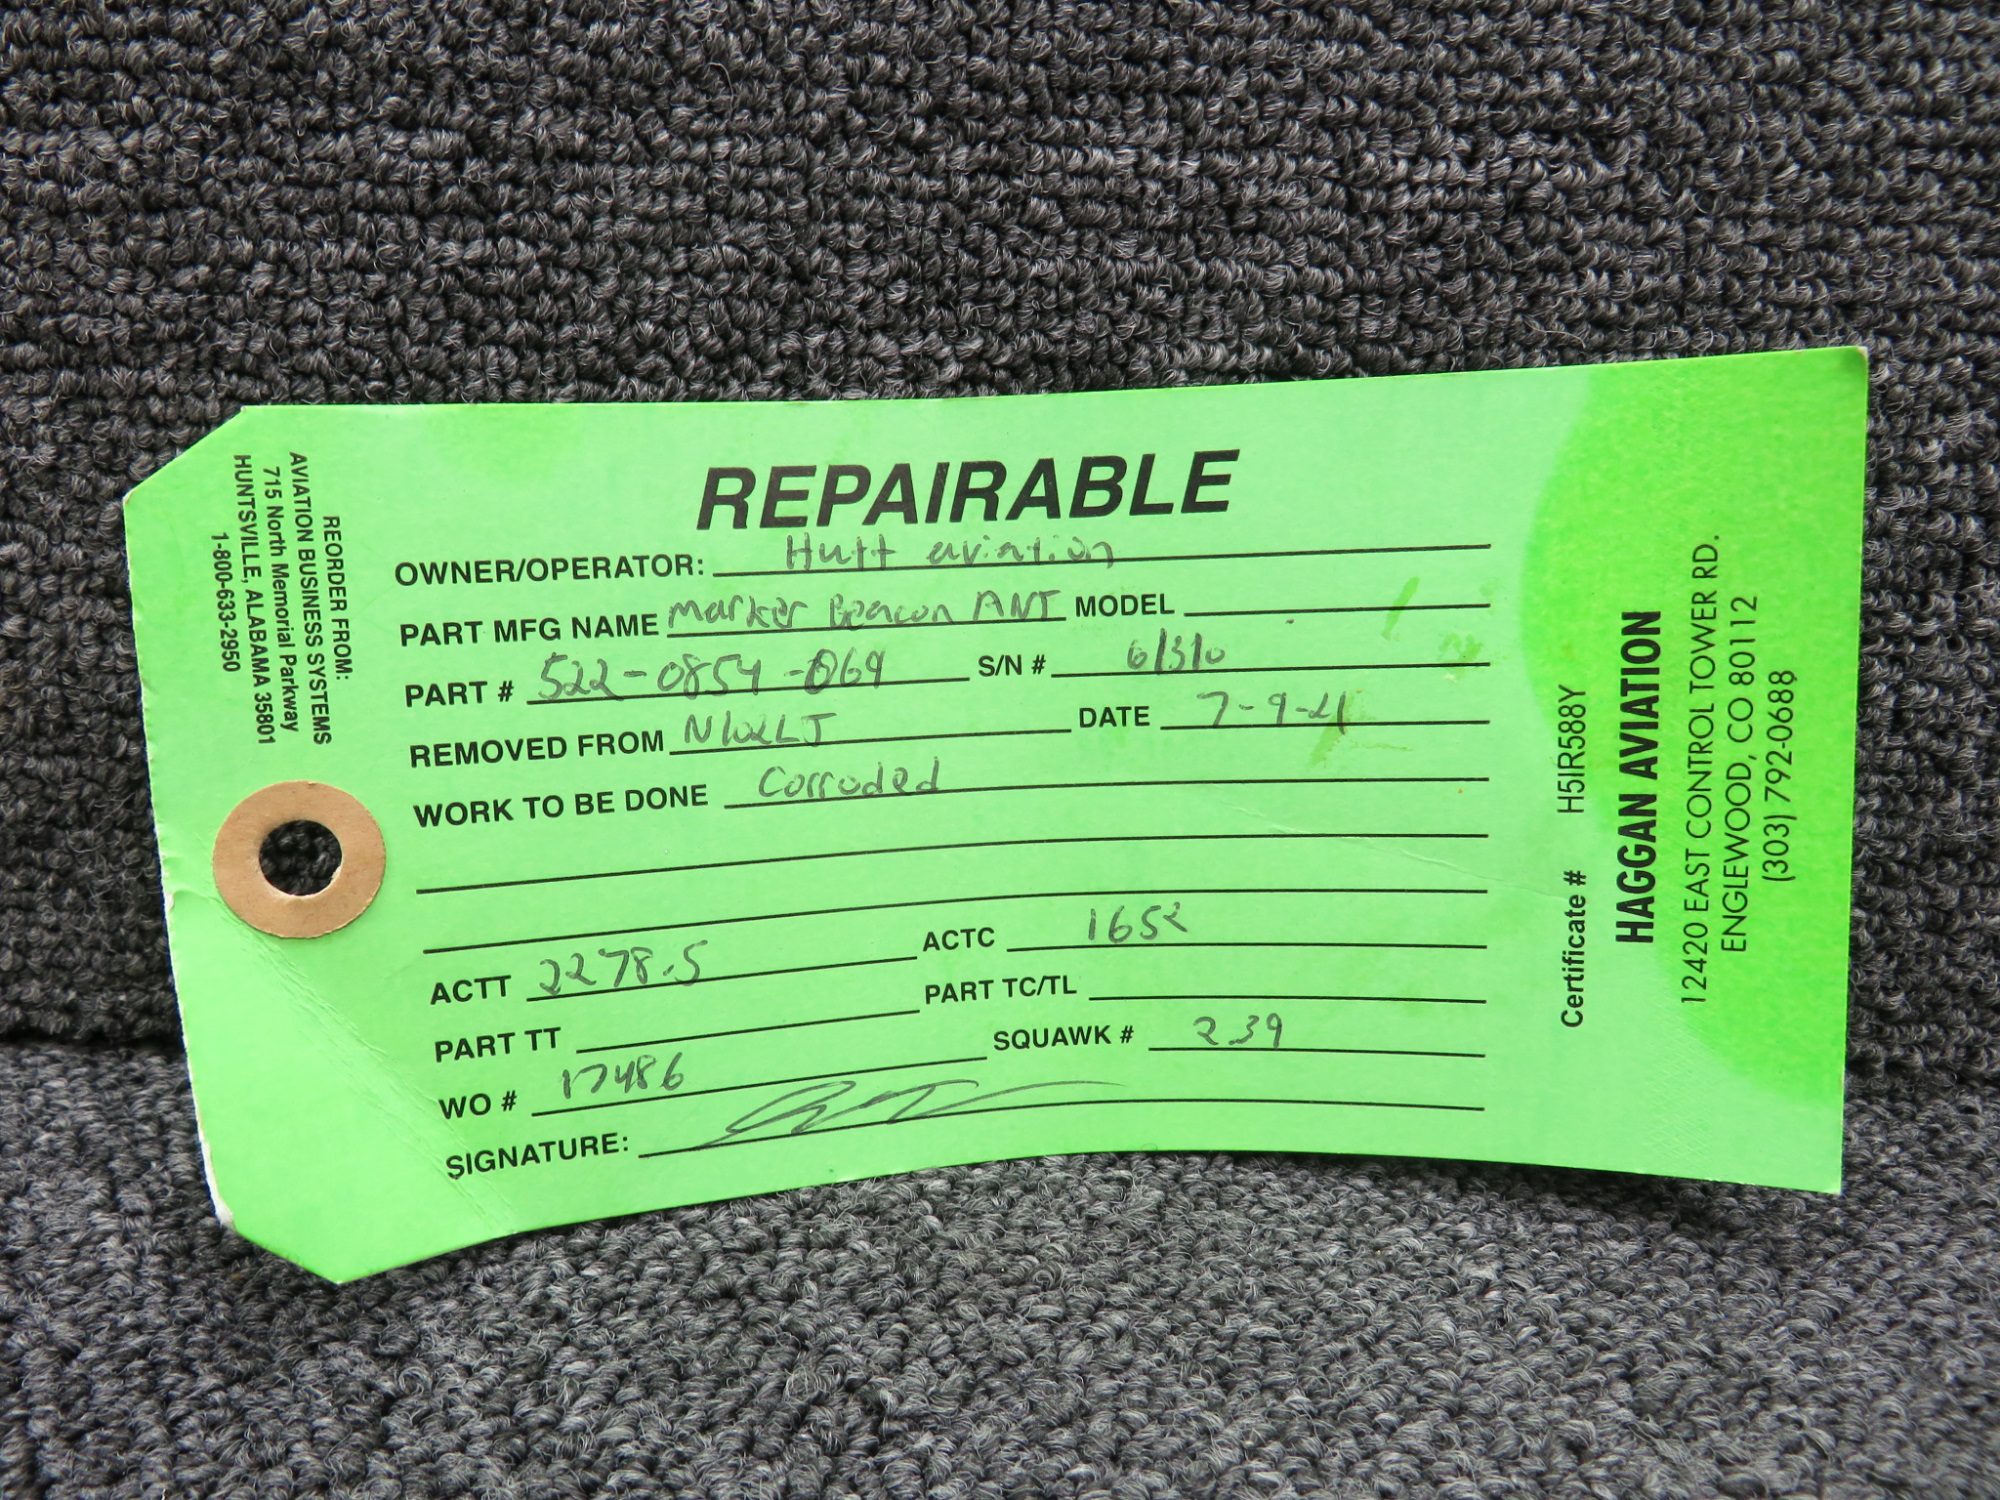 REPAIRABLE
OWNER/OPERATOR: Hutt aviation
PART MFG NAME Marker Beacon ANT MODEL
PART # 522-0854-069 S/N # 61310
REMOVED FROM N102LJ DATE 7-9-21
WORK TO BE DONE Corroded
ACTT 2278.5 ACTC 1652
PART TT PART TC/TL
WO # 17486 SQUAWK # 239
SIGNATURE:
REORDER FROM:
AVIATION BUSINESS SYSTEMS
715 North Memorial Parkway
HUNTSVILLE, ALABAMA 35801
1-800-633-2950
Certificate # H5IR588Y
HAGGAN AVIATION
12420 EAST CONTROL TOWER RD.
ENGLEWOOD, CO 80112
(303) 792-0688